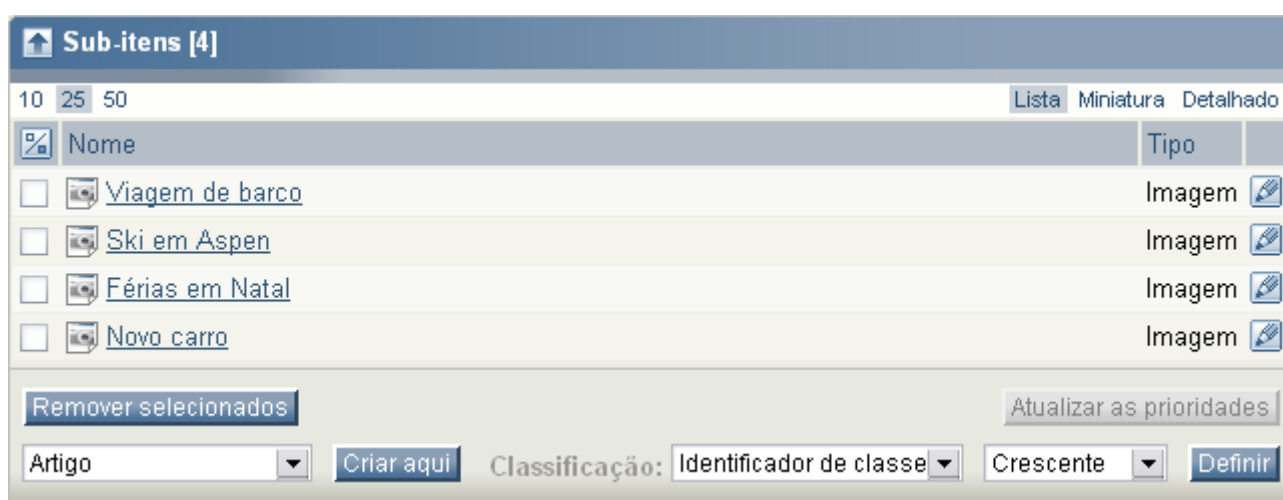 Sub-itens [4]
10 25 50 Lista Miniatura Detalhado
Nome Tipo
Viagem de barco Imagem
Ski em Aspen Imagem
Férias em Natal Imagem
Novo carro Imagem
Remover selecionados Atualizar as prioridades
Artigo Criar aqui Classificação: Identificador de classe Crescente Definir